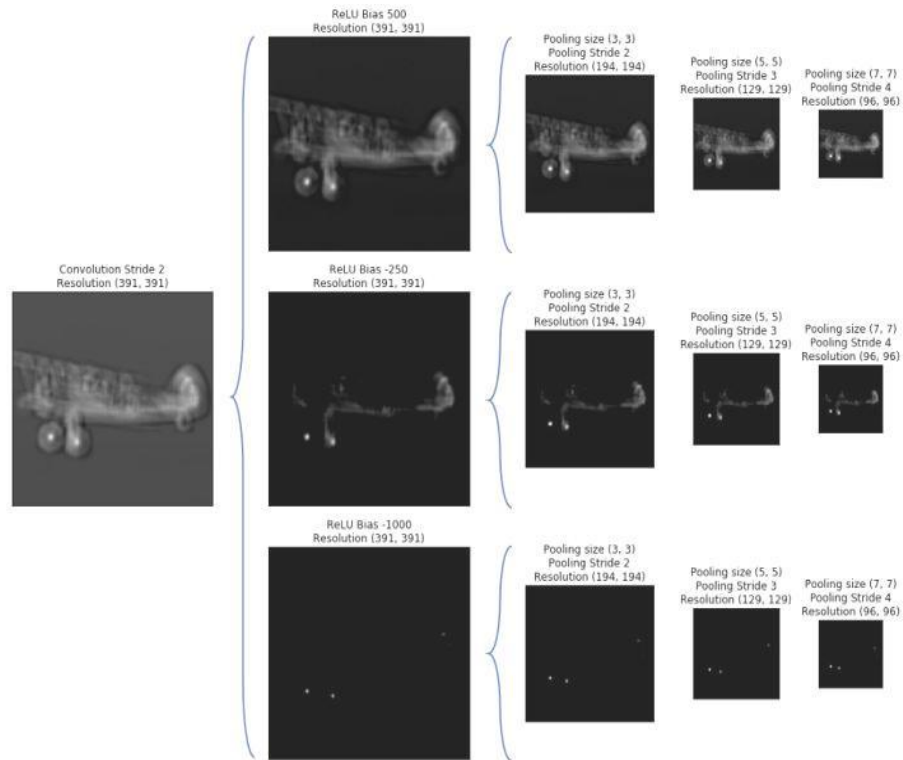 Convolution Stride 2
Resolution (391, 391)
ReLU Bias 500
Resolution (391, 391)
Pooling size (3, 3)
Pooling Stride 2
Resolution (194, 194)
Pooling size (5, 5)
Pooling Stride 3
Resolution (129, 129)
Pooling size (7, 7)
Pooling Stride 4
Resolution (96, 96)
ReLU Bias -250
Resolution (391, 391)
Pooling size (3, 3)
Pooling Stride 2
Resolution (194, 194)
Pooling size (5, 5)
Pooling Stride 3
Resolution (129, 129)
Pooling size (7, 7)
Pooling Stride 4
Resolution (96, 96)
ReLU Bias -1000
Resolution (391, 391)
Pooling size (3, 3)
Pooling Stride 2
Resolution (194, 194)
Pooling size (5, 5)
Pooling Stride 3
Resolution (129, 129)
Pooling size (7, 7)
Pooling Stride 4
Resolution (96, 96)